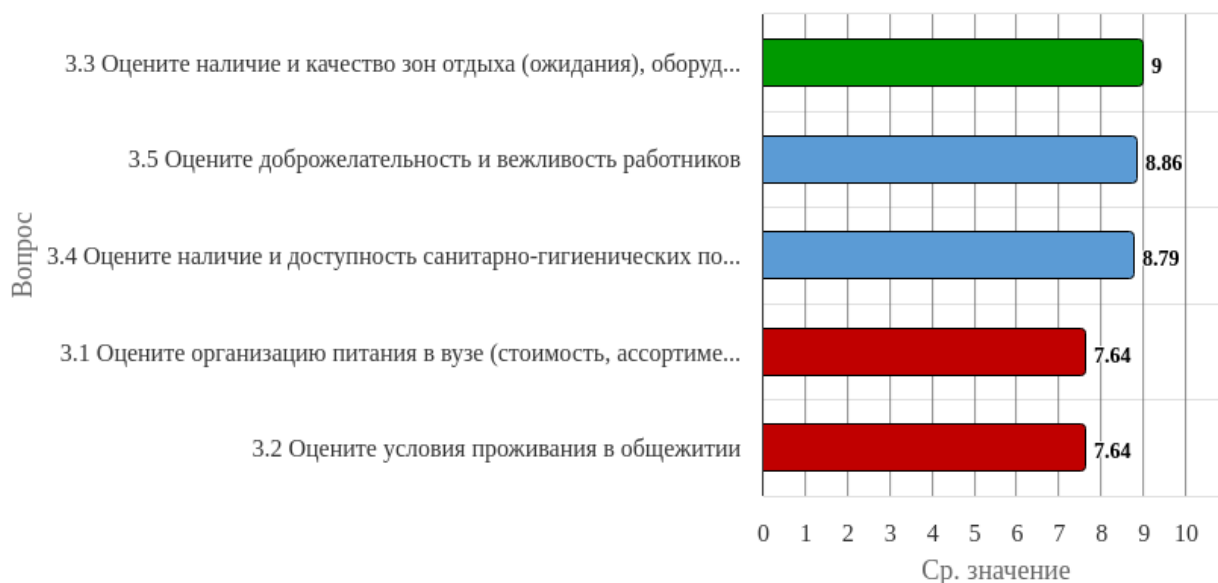 3.3 Оцените наличие и качество зон отдыха (ожидания), оборуд...
9
3.5 Оцените доброжелательность и вежливость работников
8.86
3.4 Оцените наличие и доступность санитарно-гигиенических по...
8.79
3.1 Оцените организацию питания в вузе (стоимость, ассортиме...
7.64
3.2 Оцените условия проживания в общежитии
7.64
Вопрос
0 1 2 3 4 5 6 7 8 9 10
Ср. значение